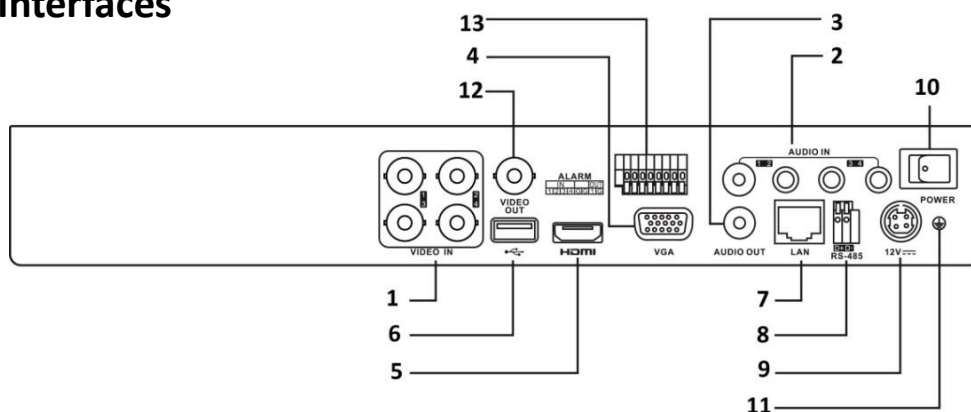 Interfaces
13
3
4
2
12
10
AUDIO IN
1 2
3 4
ALARM
IN OUT
VIDEO
OUT
POWER
VIDEO IN
HDMI
VGA
AUDIO OUT
LAN
D+ D-
RS-485
12V
1
7
6
8
5
9
11